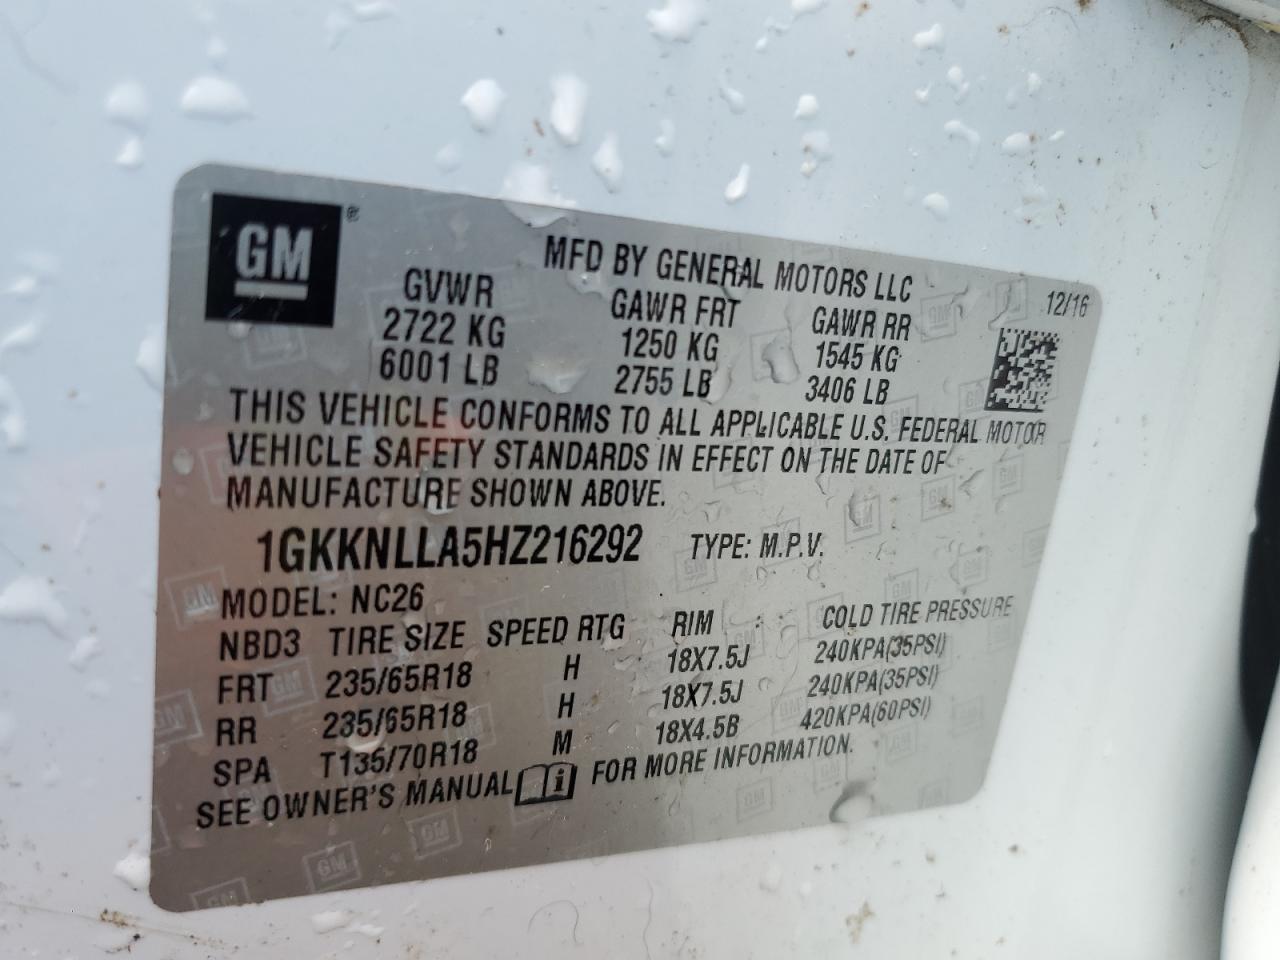 GM®
MFD BY GENERAL MOTORS LLC
12/16
GVWR GAWR FRT GAWR RR
2722 KG 1250 KG 1545 KG
6001 LB 2755 LB 3406 LB
THIS VEHICLE CONFORMS TO ALL APPLICABLE U.S. FEDERAL MOTOR
VEHICLE SAFETY STANDARDS IN EFFECT ON THE DATE OF
MANUFACTURE SHOWN ABOVE.
1GKKNLLA5HZ216292 TYPE: M.P.V.
MODEL: NC26
NBD3 TIRE SIZE SPEED RTG RIM COLD TIRE PRESSURE
FRT 235/65R18 H 18X7.5J 240KPA(35PSI)
RR 235/65R18 H 18X7.5J 240KPA(35PSI)
SPA T135/70R18 M 18X4.5B 420KPA(60PSI)
SEE OWNER'S MANUAL FOR MORE INFORMATION.